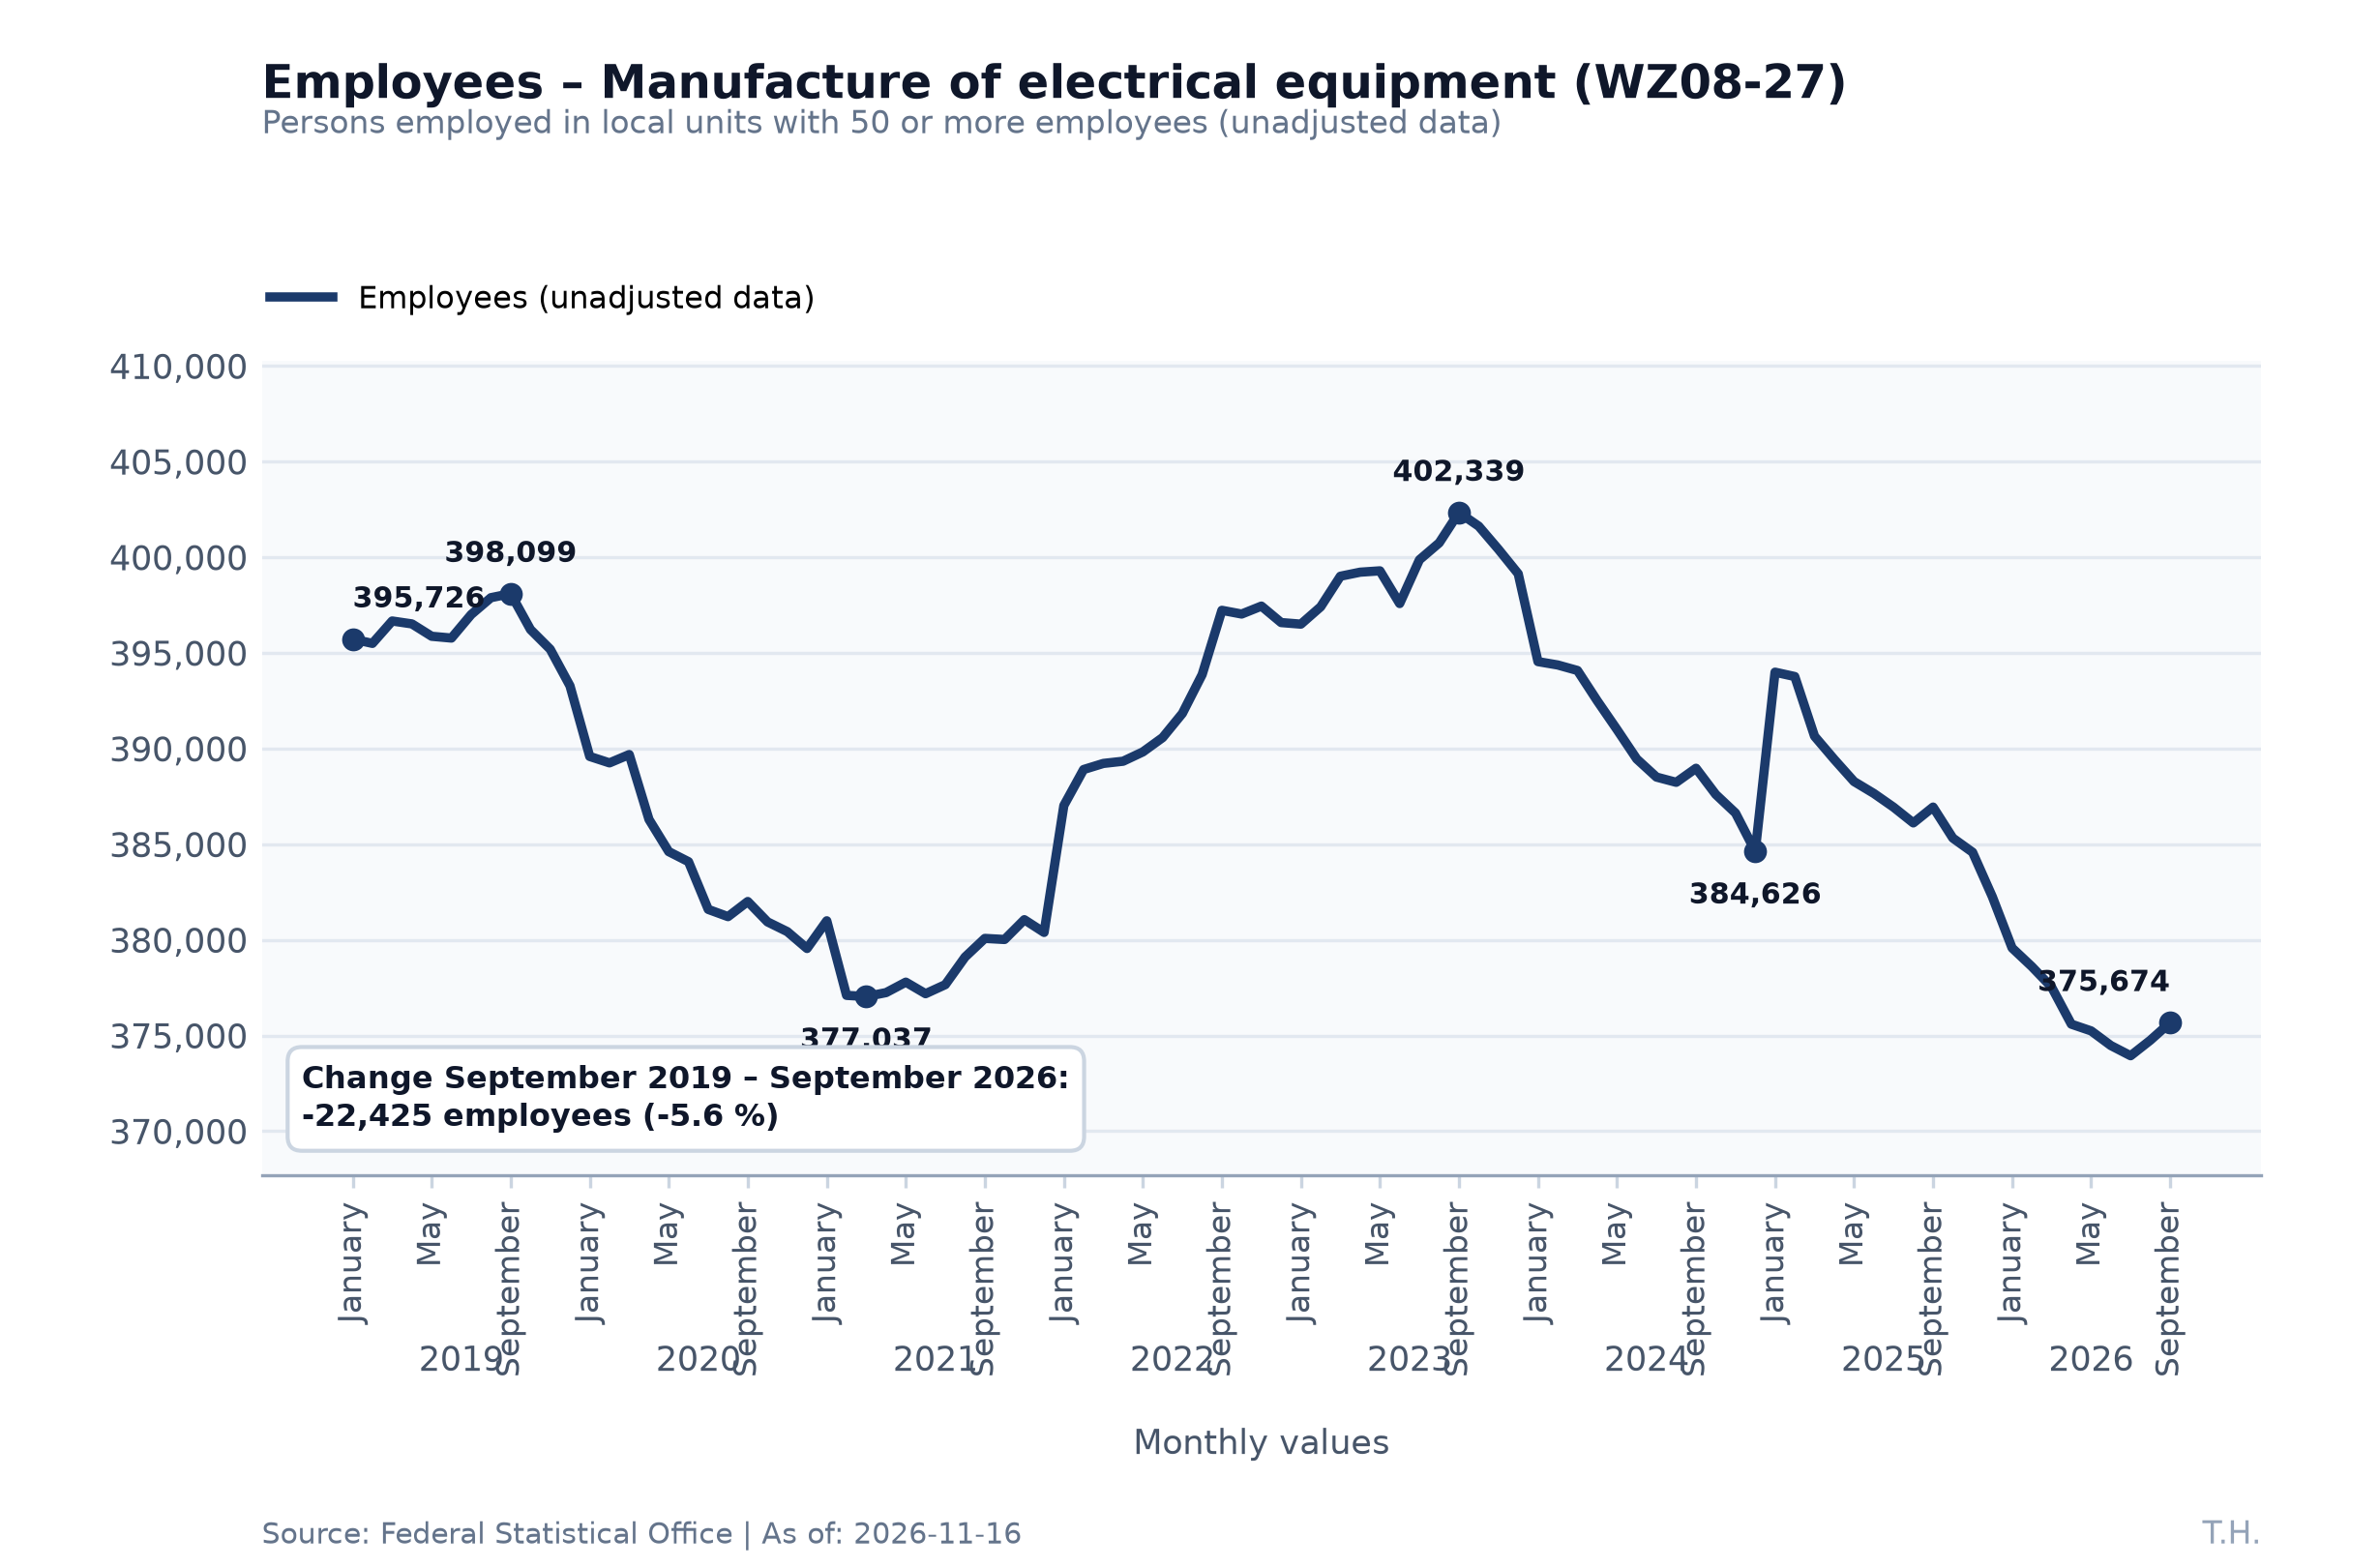 Employees – Manufacture of electrical equipment (WZ08-27)
Persons employed in local units with 50 or more employees (unadjusted data)
Employees (unadjusted data)
410,000
405,000
400,000
395,000
390,000
385,000
380,000
375,000
370,000
395,726
398,099
377,037
402,339
384,626
375,674
Change September 2019 – September 2026:
-22,425 employees (-5.6 %)
January
May
September
January
May
September
January
May
September
January
May
September
January
May
September
January
May
September
January
May
September
January
May
September
2019
2020
2021
2022
2023
2024
2025
2026
Monthly values
Source: Federal Statistical Office | As of: 2026-11-16
T.H.